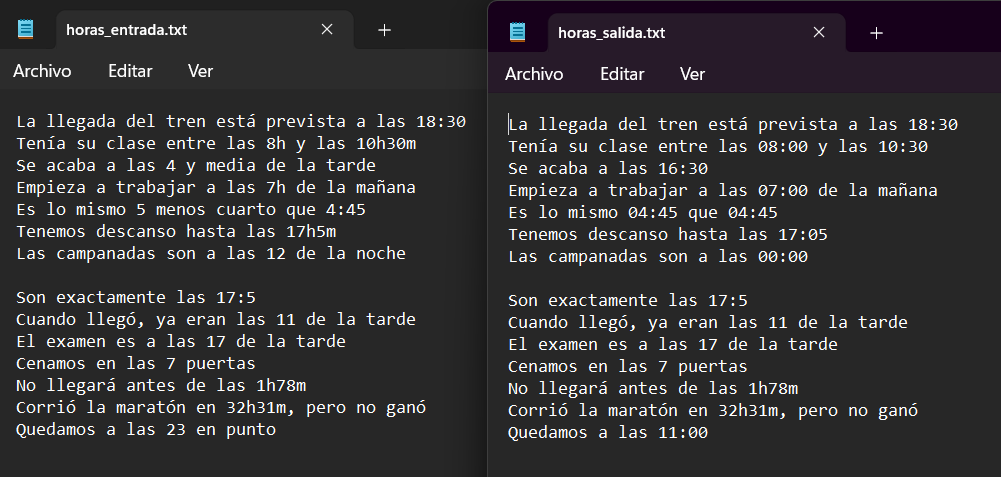 horas_entrada.txt
Archivo Editar Ver
La llegada del tren está prevista a las 18:30
Tenía su clase entre las 8h y las 10h30m
Se acaba a las 4 y media de la tarde
Empieza a trabajar a las 7h de la mañana
Es lo mismo 5 menos cuarto que 4:45
Tenemos descanso hasta las 17h5m
Las campanadas son a las 12 de la noche
Son exactamente las 17:5
Cuando llegó, ya eran las 11 de la tarde
El examen es a las 17 de la tarde
Cenamos en las 7 puertas
No llegará antes de las 1h78m
Corrió la maratón en 32h31m, pero no ganó
Quedamos a las 23 en punto
horas_salida.txt
Archivo Editar Ver
La llegada del tren está prevista a las 18:30
Tenía su clase entre las 08:00 y las 10:30
Se acaba a las 16:30
Empieza a trabajar a las 07:00 de la mañana
Es lo mismo 04:45 que 04:45
Tenemos descanso hasta las 17:05
Las campanadas son a las 00:00
Son exactamente las 17:5
Cuando llegó, ya eran las 11 de la tarde
El examen es a las 17 de la tarde
Cenamos en las 7 puertas
No llegará antes de las 1h78m
Corrió la maratón en 32h31m, pero no ganó
Quedamos a las 11:00